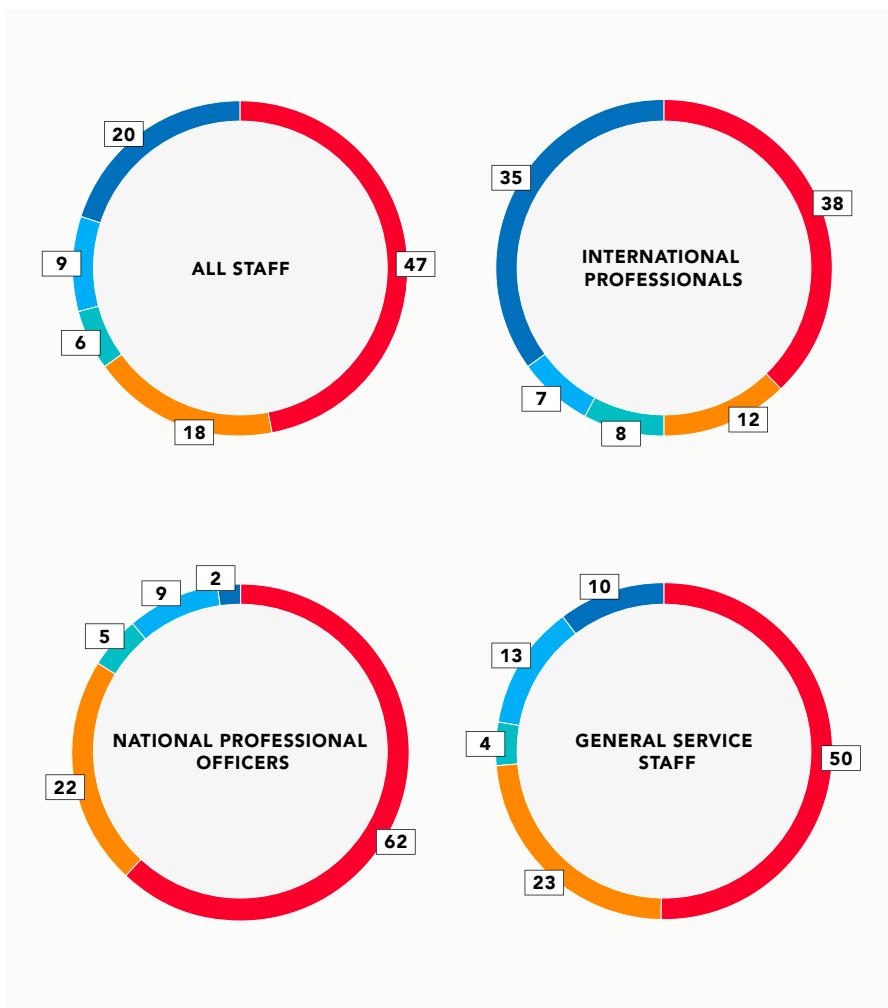 20
9
6
18
47
ALL STAFF
35
38
7
8
12
INTERNATIONAL
PROFESSIONALS
2
9
5
22
62
NATIONAL PROFESSIONAL
OFFICERS
10
13
4
23
50
GENERAL SERVICE
STAFF